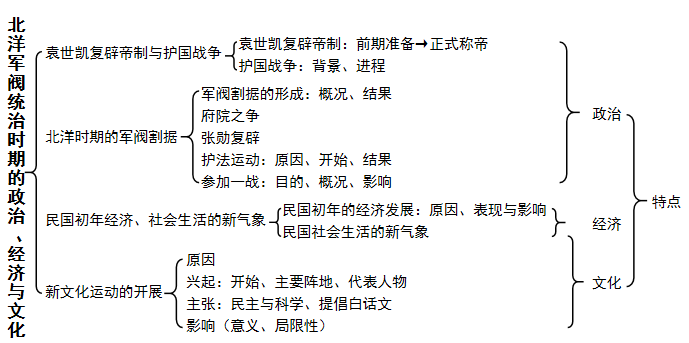 北洋军阀统治时期的政治、经济与文化
袁世凯复辟帝制与护国战争
袁世凯复辟帝制：前期准备→正式称帝
护国战争：背景、进程
北洋时期的军阀割据
军阀割据的形成：概况、结果
府院之争
张勋复辟
护法运动：原因、开始、结果
参加一战：目的、概况、影响
民国初年经济、社会生活的新气象
民国初年的经济发展：原因、表现与影响
民国社会生活的新气象
新文化运动的开展
原因
兴起：开始、主要阵地、代表人物
主张：民主与科学、提倡白话文
影响（意义、局限性）
政治
经济
文化
特点